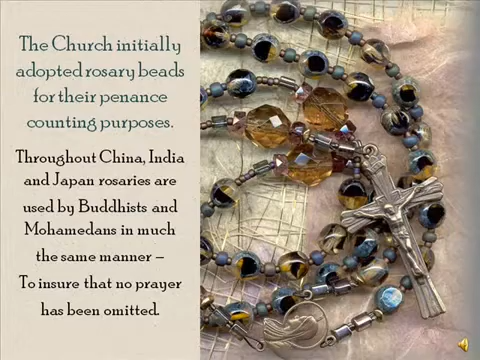 The Church initially
adopted rosary beads
for their penance
counting purposes.
Throughout China, India
and Japan rosaries are
used by Buddhists and
Mohamedans in much
the same manner –
To insure that no prayer
has been omitted.